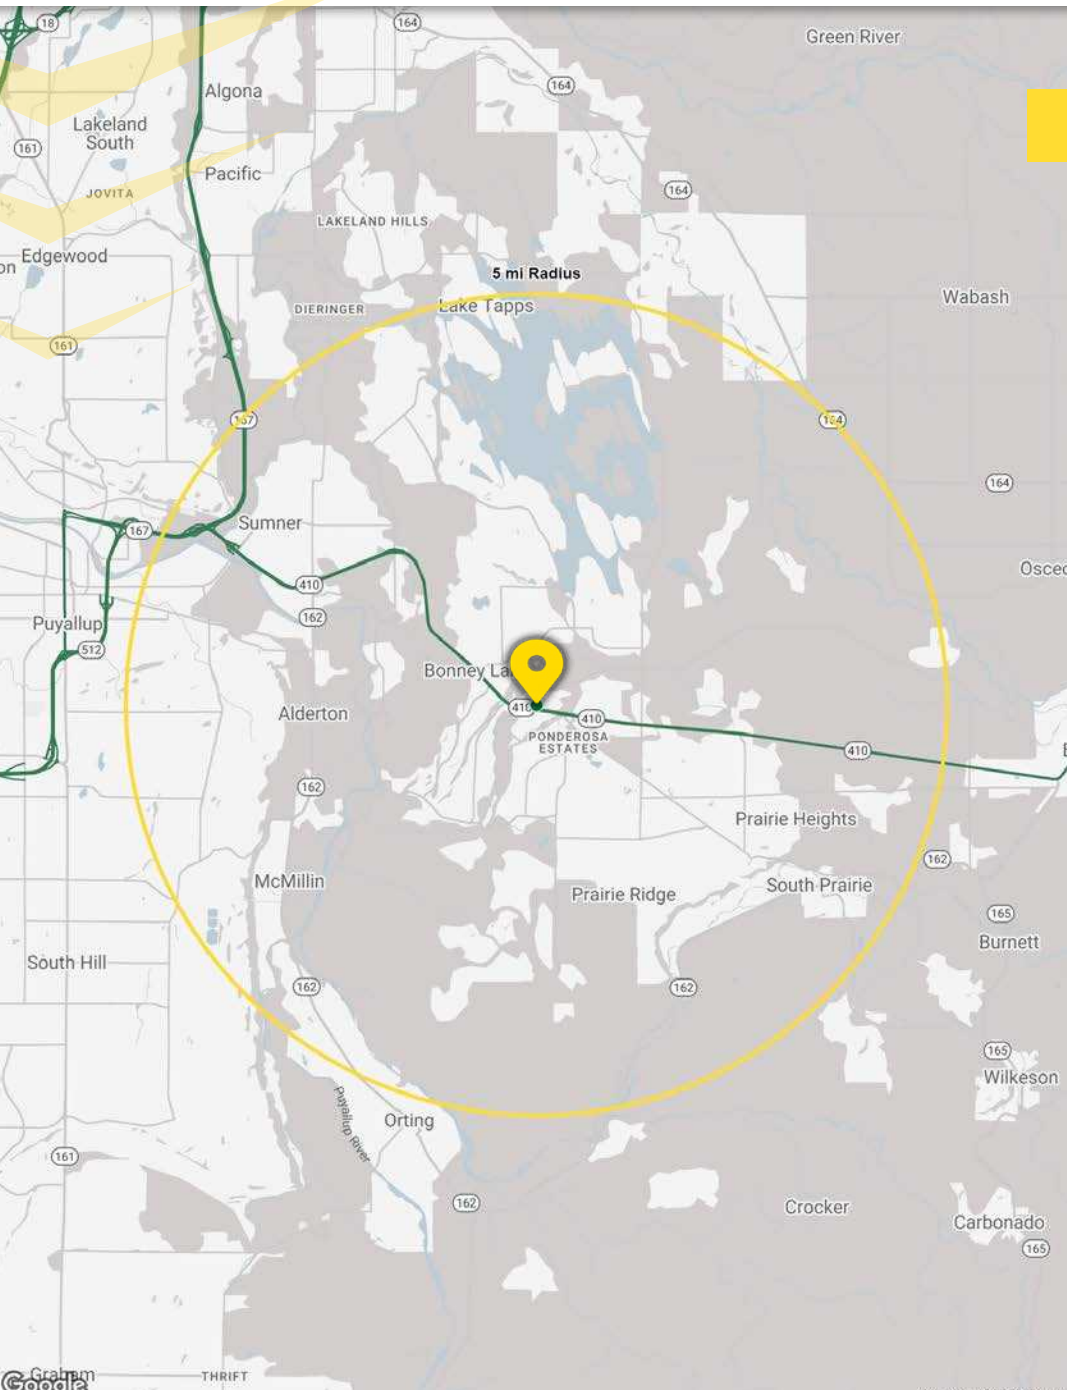 18
164
Green River
164
Algona
Lakeland
South
161
Pacific
164
JOVITA
LAKELAND HILLS
Edgewood
on
5 mi Radius
Wabash
Lake Tapps
DIERINGER
161
167
164
164
Sumner
167
Osceo
410
162
Puyallup
512
Bonney La
410
Alderton
410
PONDEROSA
ESTATES
410
E
162
Prairie Heights
162
McMillin
South Prairie
Prairie Ridge
165
Burnett
South Hill
162
162
165
Wilkeson
Puyallup River
Orting
161
162
Crocker
Carbonado
165
Graham
THRIFT
Google